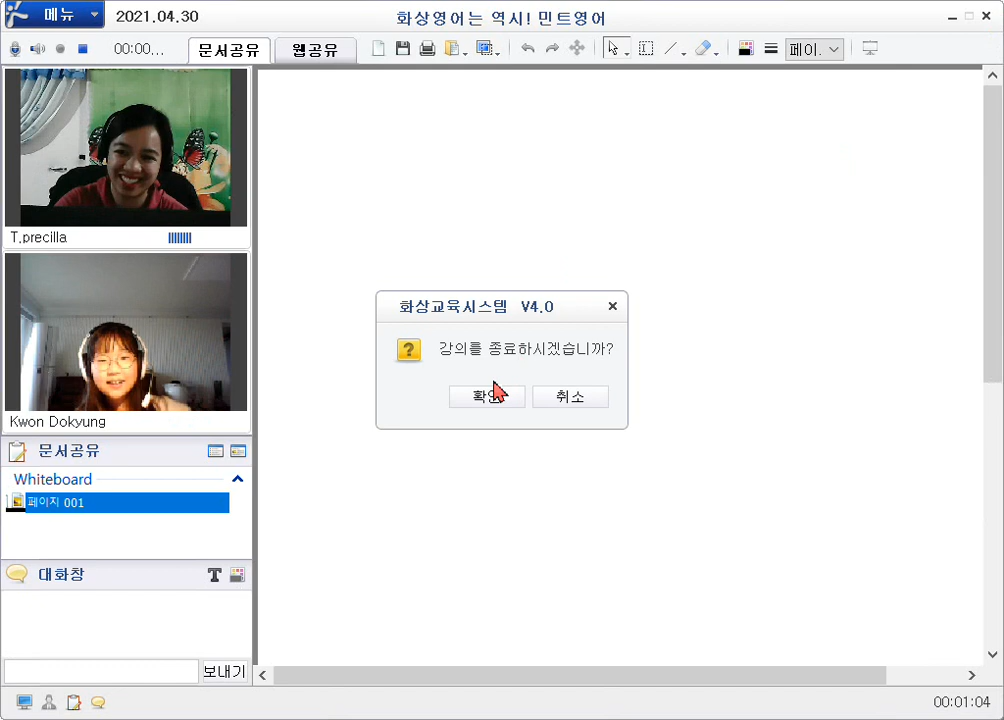 메뉴
2021.04.30
화상영어는 역시! 민트영어
00:00...
문서공유
웹공유
페이.
T.precilla
Kwon Dokyung
화상교육시스템 V4.0
강의를 종료하시겠습니까?
확인
취소
문서공유
Whiteboard
페이지 001
대화창
T
보내기
00:01:04